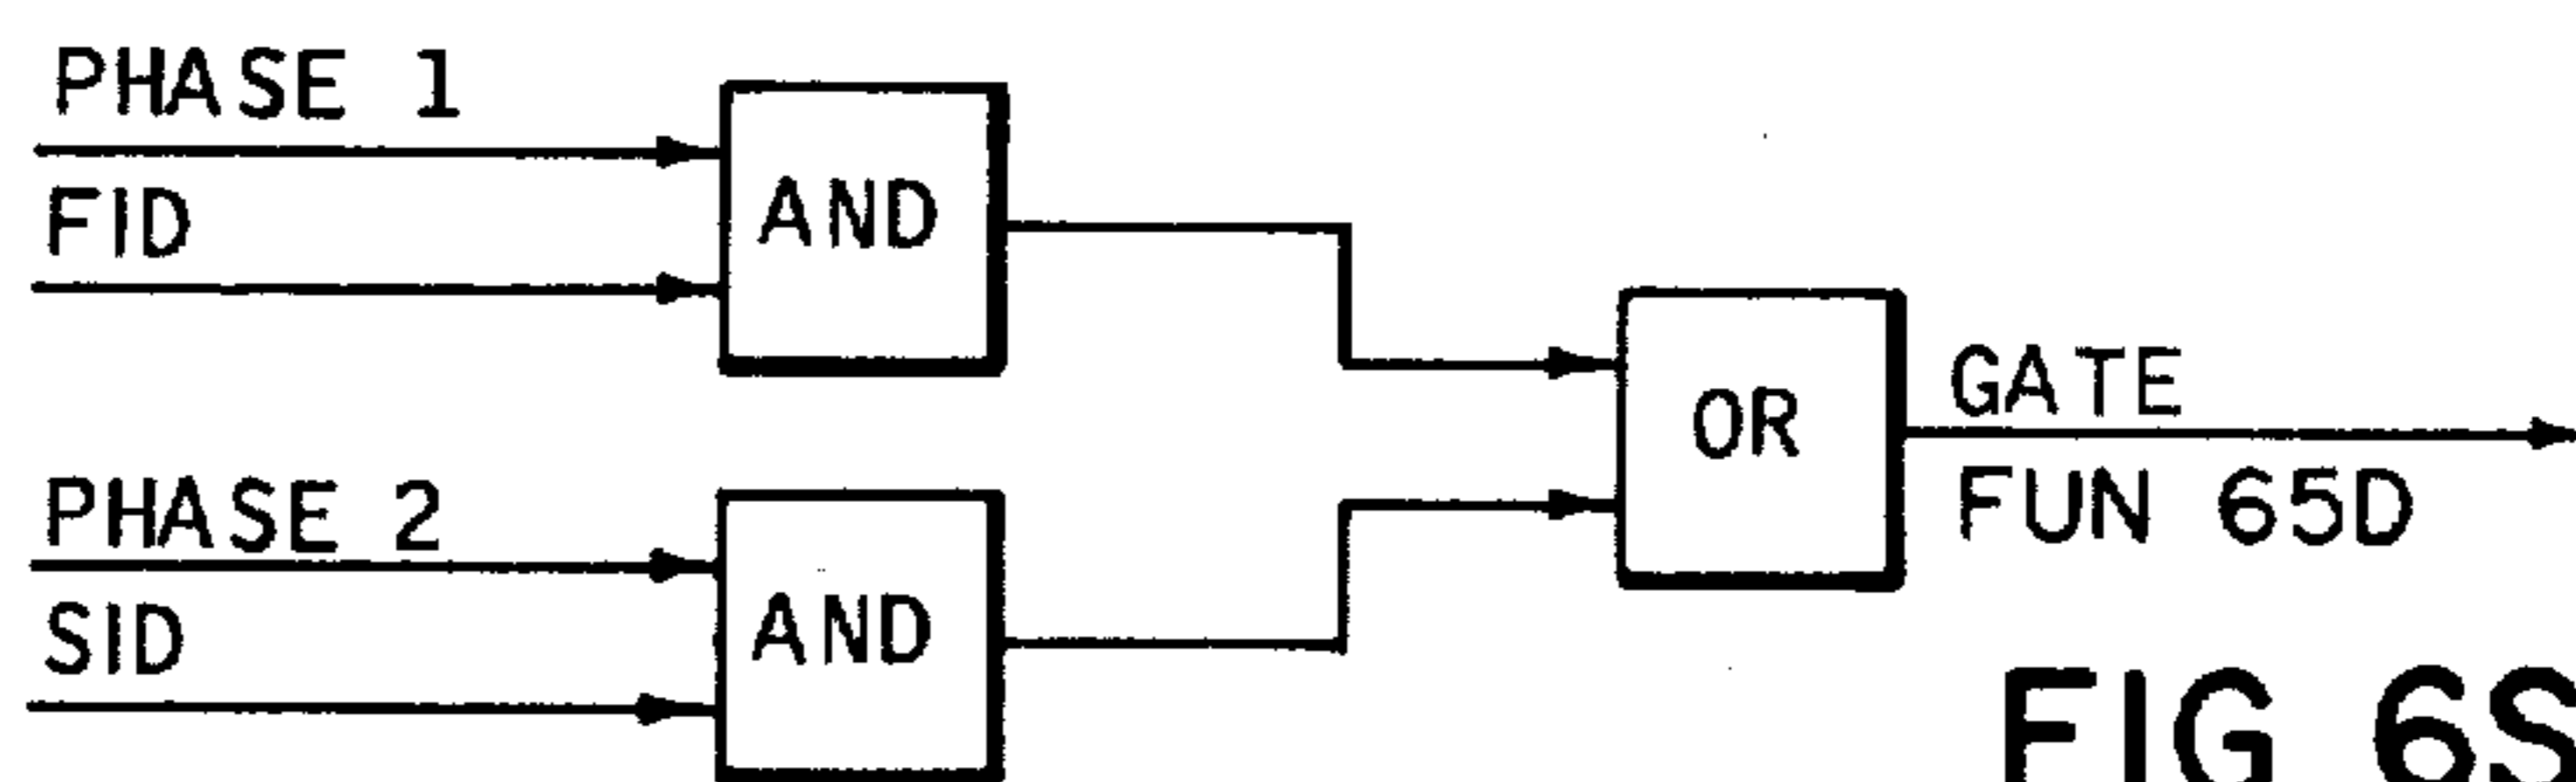 PHASE 1
FID
AND
PHASE 2
SID
AND
OR
GATE
FUN 65D
FIG 6S